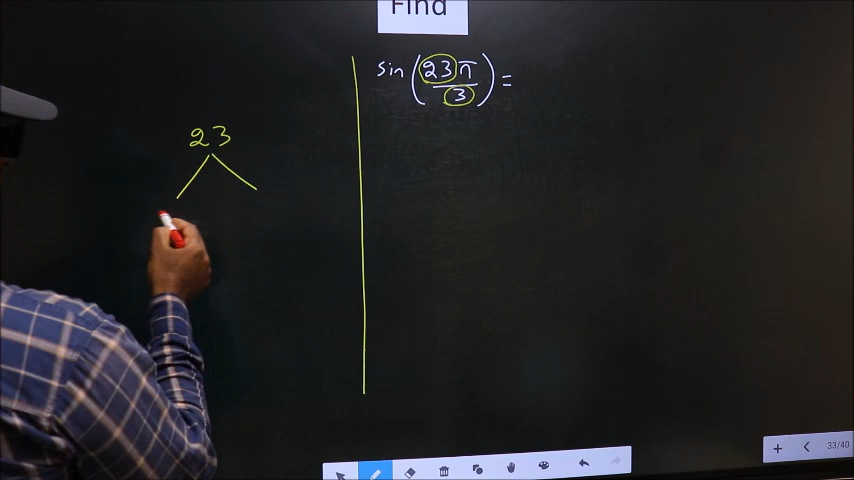 Find
sin(23π/3) =
23
33/40